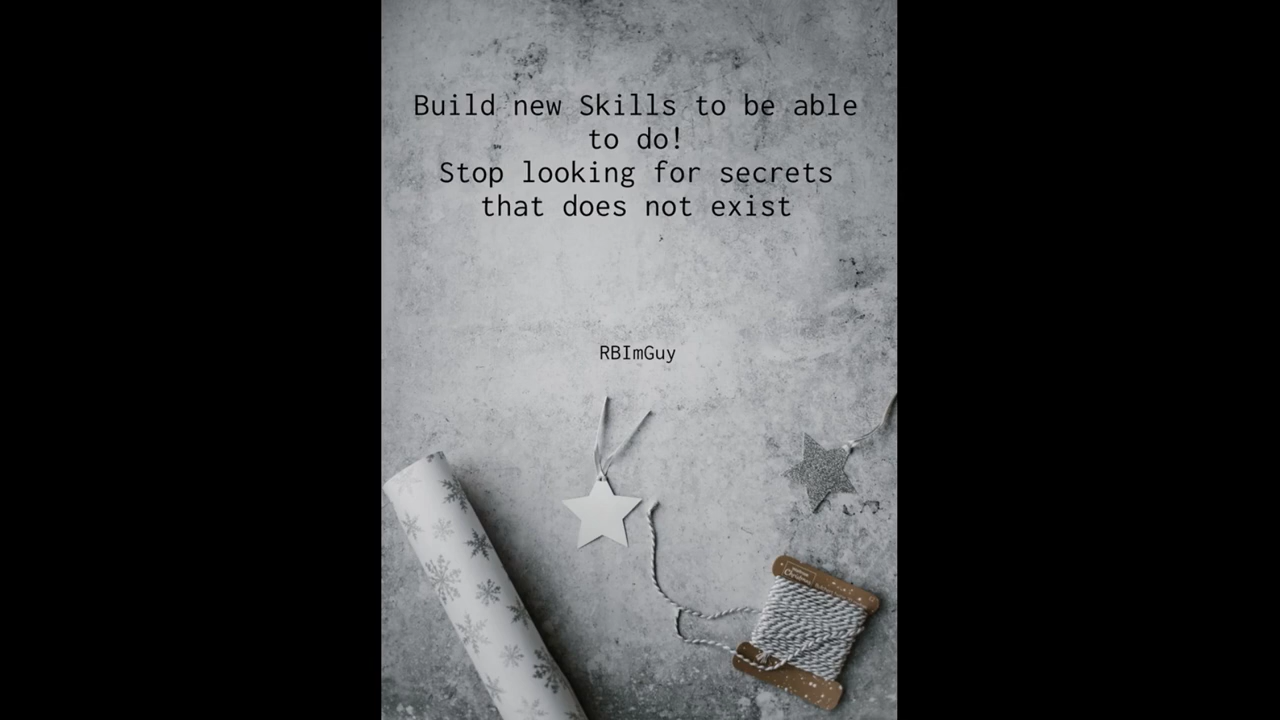 Build new Skills to be able
to do!
Stop looking for secrets
that does not exist
RBImGuy